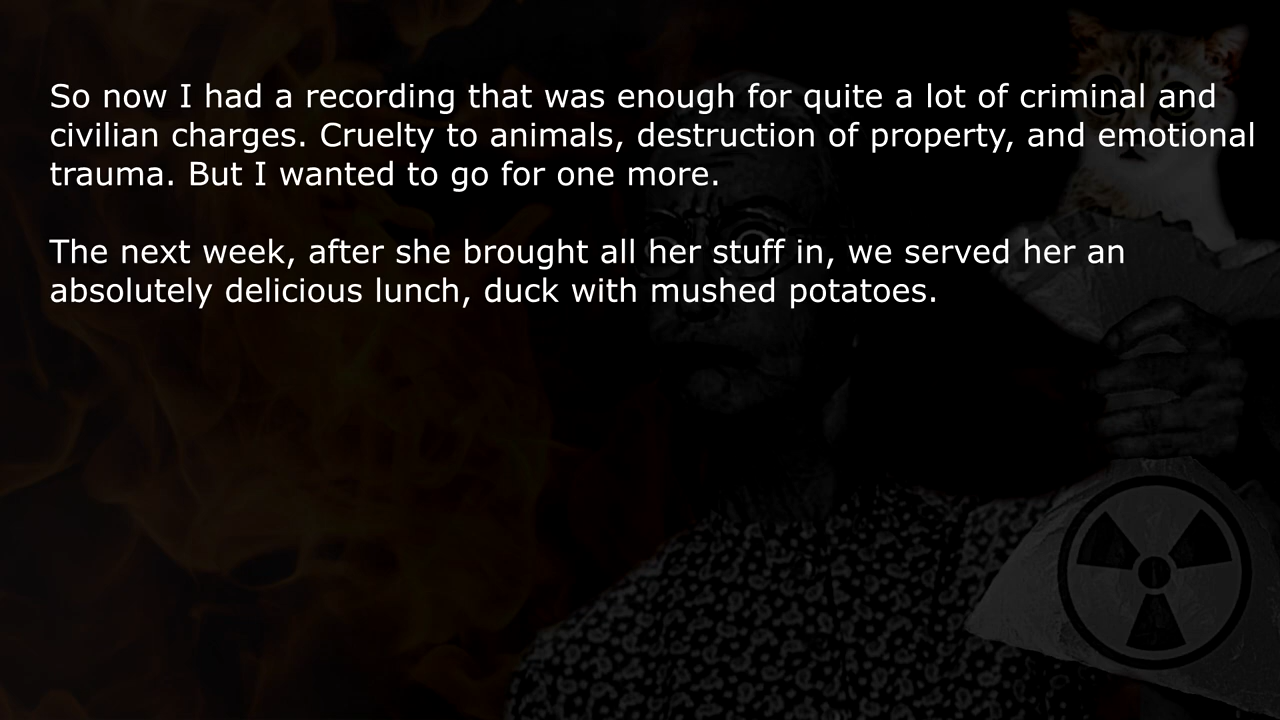 So now I had a recording that was enough for quite a lot of criminal and
civilian charges. Cruelty to animals, destruction of property, and emotional
trauma. But I wanted to go for one more.
The next week, after she brought all her stuff in, we served her an
absolutely delicious lunch, duck with mushed potatoes.